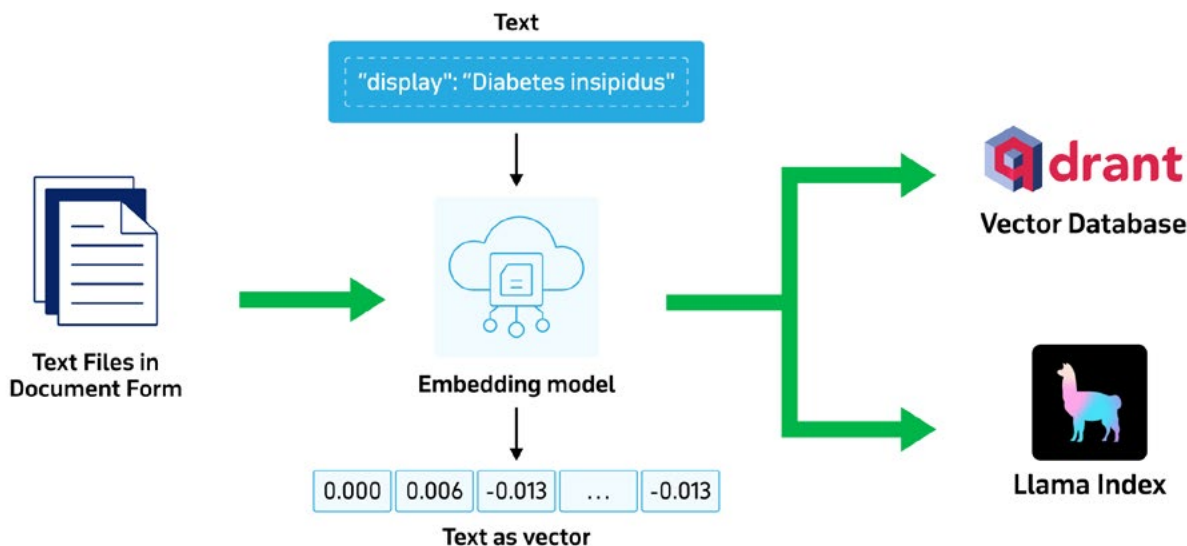 Text
"display": "Diabetes insipidus"
Text Files in
Document Form
Embedding model
0.000 0.006 -0.013 ... -0.013
Text as vector
qdrant
Vector Database
Llama Index